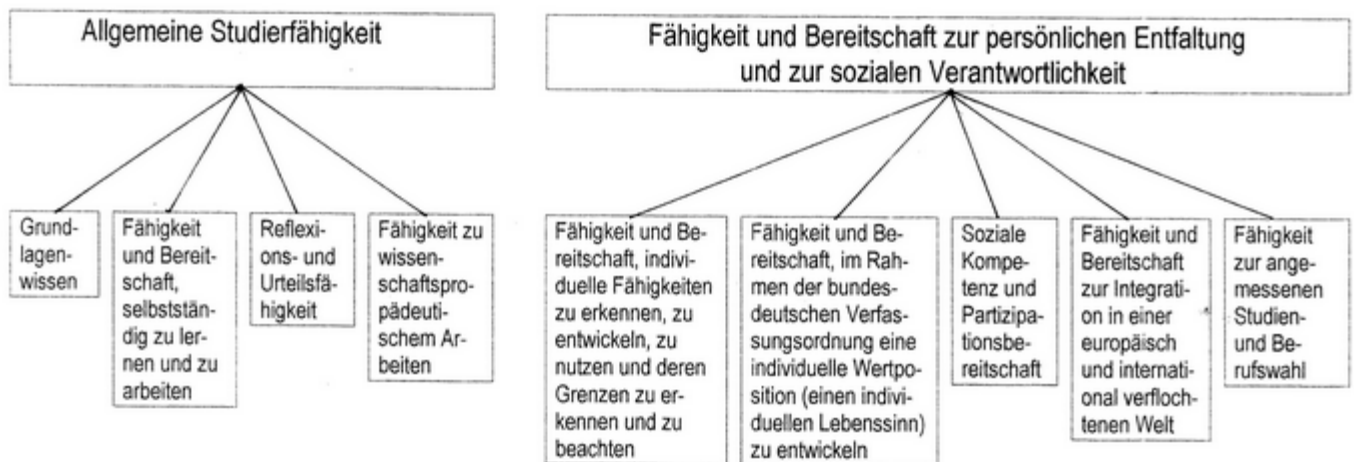 Allgemeine Studierfähigkeit
Fähigkeit und Bereitschaft zur persönlichen Entfaltung
und zur sozialen Verantwortlichkeit
Grund-
lagen-
wissen
Fähigkeit
und Bereit-
schaft,
selbststän-
dig zu ler-
nen und zu
arbeiten
Reflexi-
ons- und
Urteilsfä-
higkeit
Fähigkeit zu
wissen-
schaftspro-
pädeuti-
schem Ar-
beiten
Fähigkeit und Be-
reitschaft, indivi-
duelle Fähigkeiten
zu erkennen, zu
entwickeln, zu
nutzen und deren
Grenzen zu er-
kennen und zu
beachten
Fähigkeit und Be-
reitschaft, im Rah-
men der bundes-
deutschen Verfas-
sungsordnung eine
individuelle Wertpo-
sition (einen indivi-
duellen Lebenssinn)
zu entwickeln
Soziale
Kompe-
tenz und
Partizipa-
tionsbe-
reitschaft
Fähigkeit und
Bereitschaft
zur Integrati-
on in einer
europäisch
und internati-
onal verfloch-
tenen Welt
Fähigkeit
zur ange-
messenen
Studien-
und Be-
rufswahl